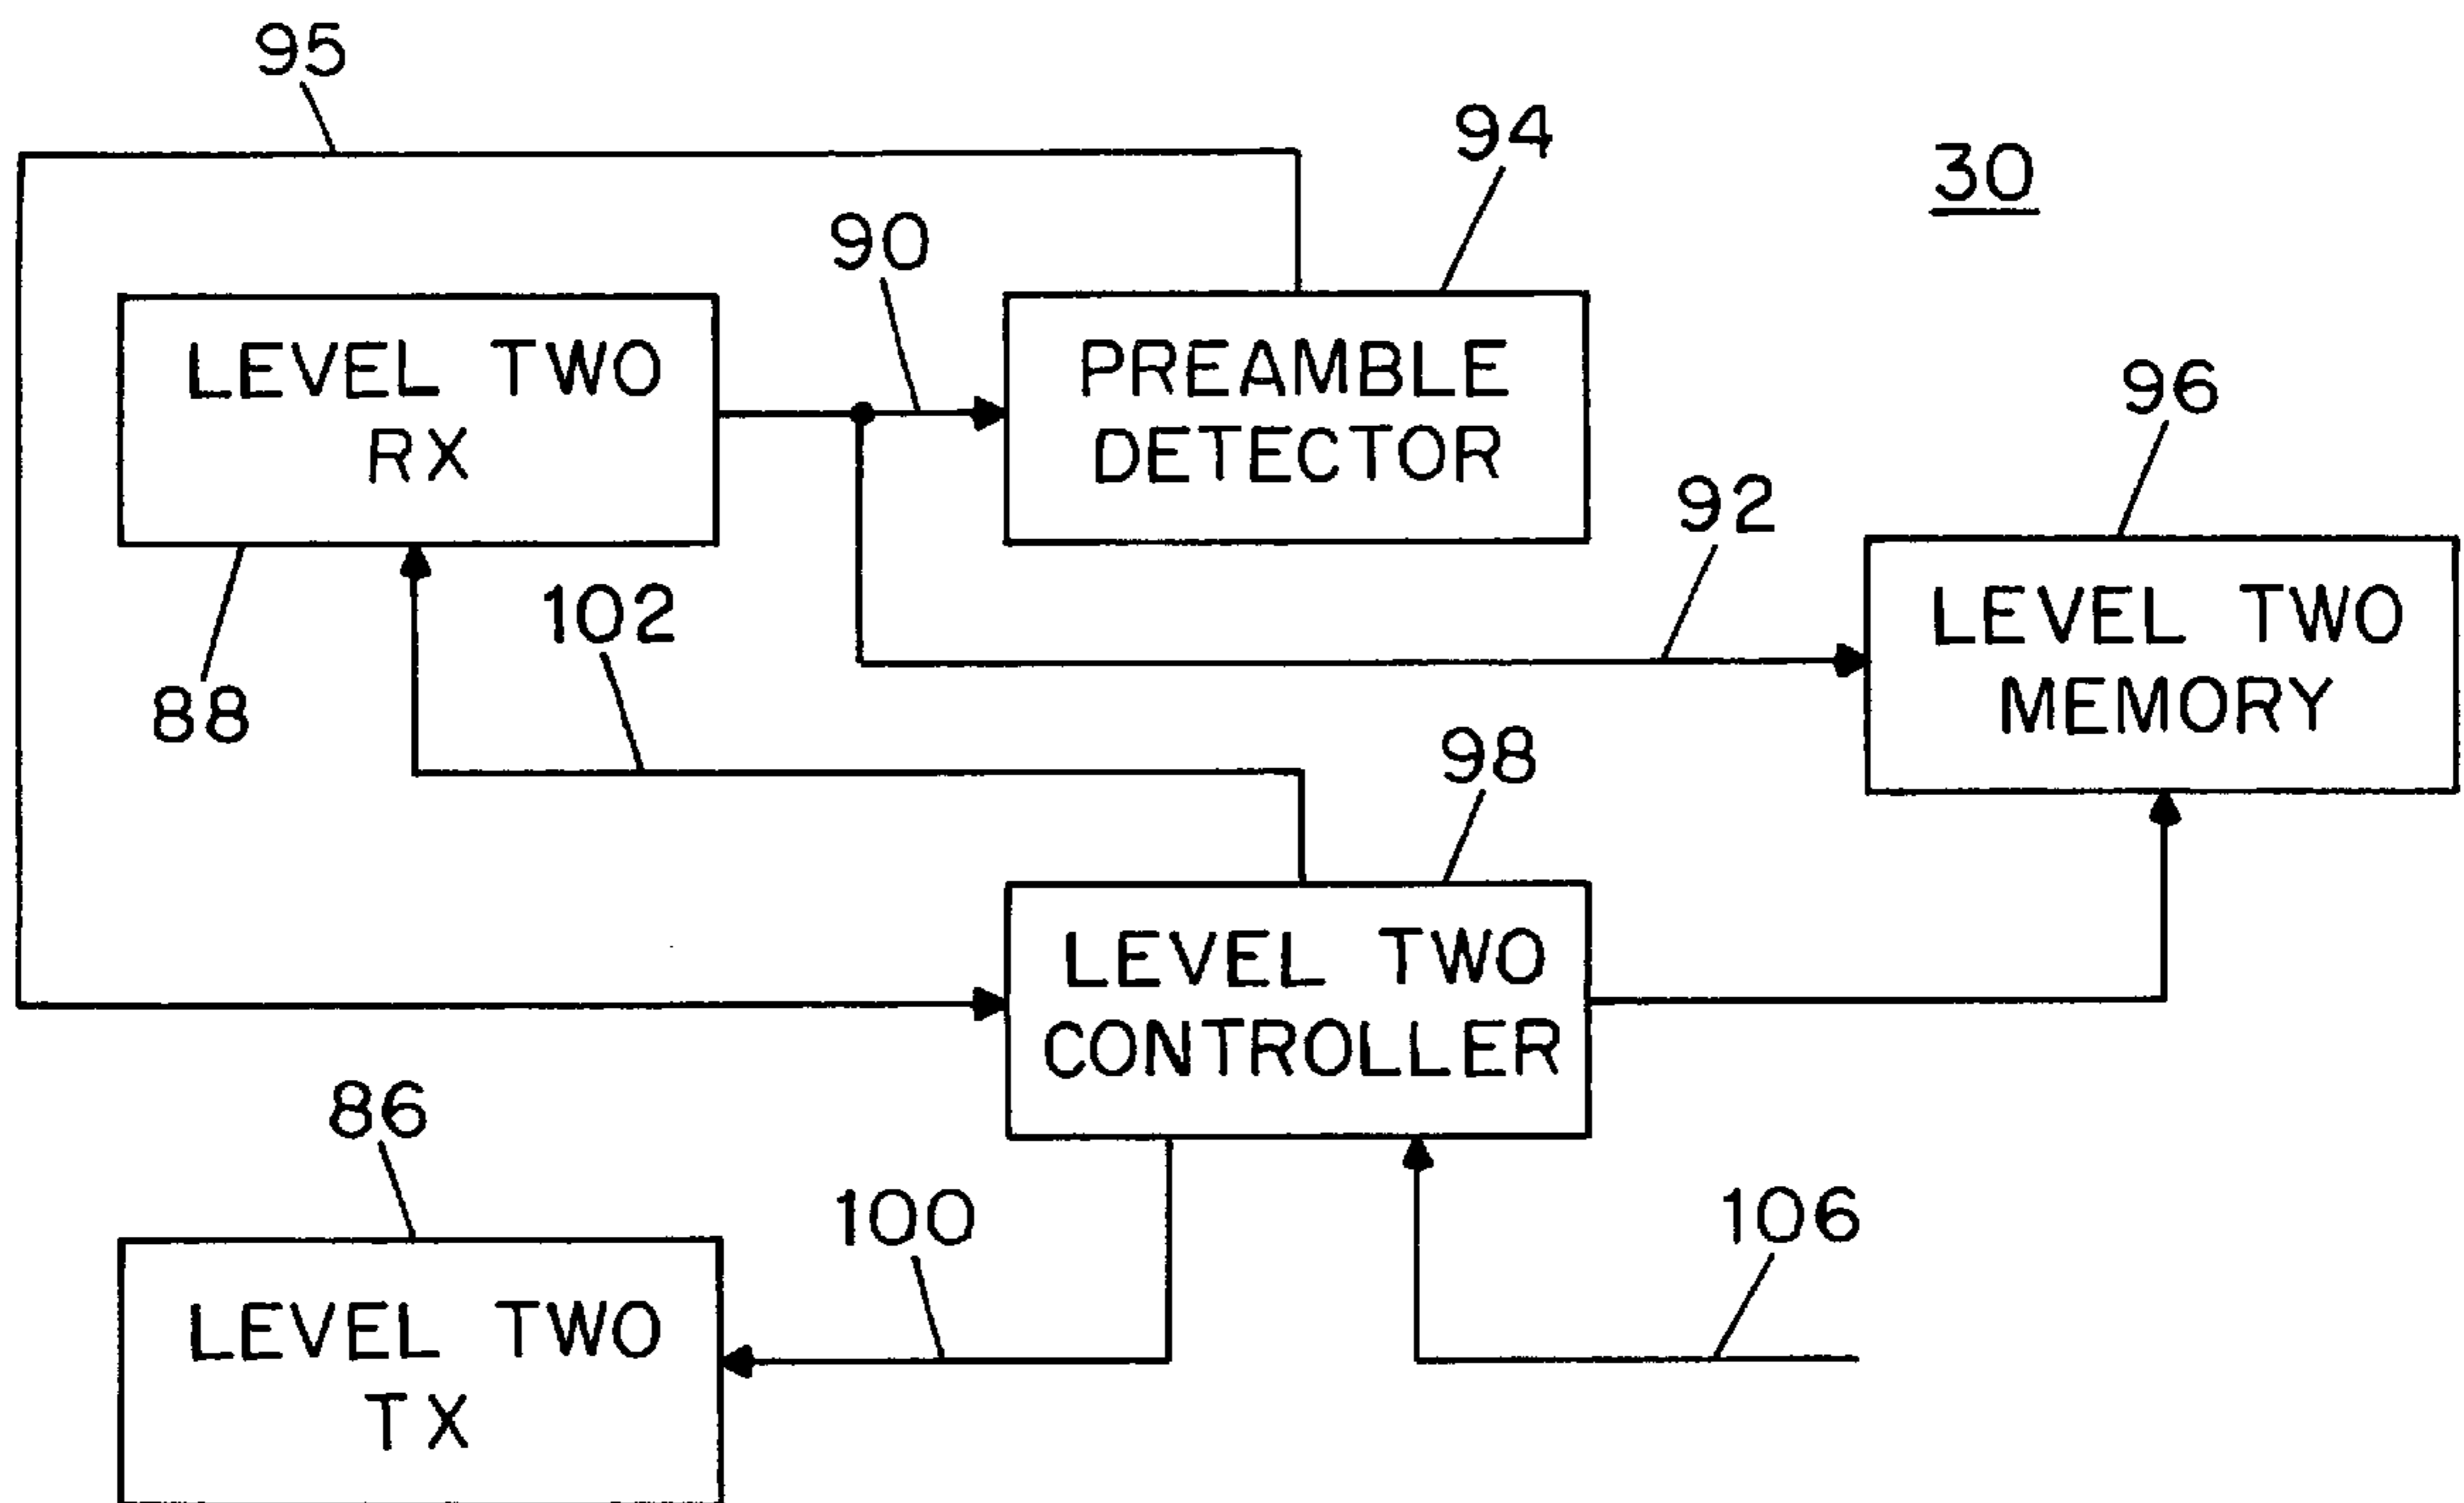 95
94
30
90
LEVEL TWO
RX
PREAMBLE
DETECTOR
96
92
LEVEL TWO
MEMORY
102
88
98
LEVEL TWO
CONTROLLER
86
100
106
LEVEL TWO
TX